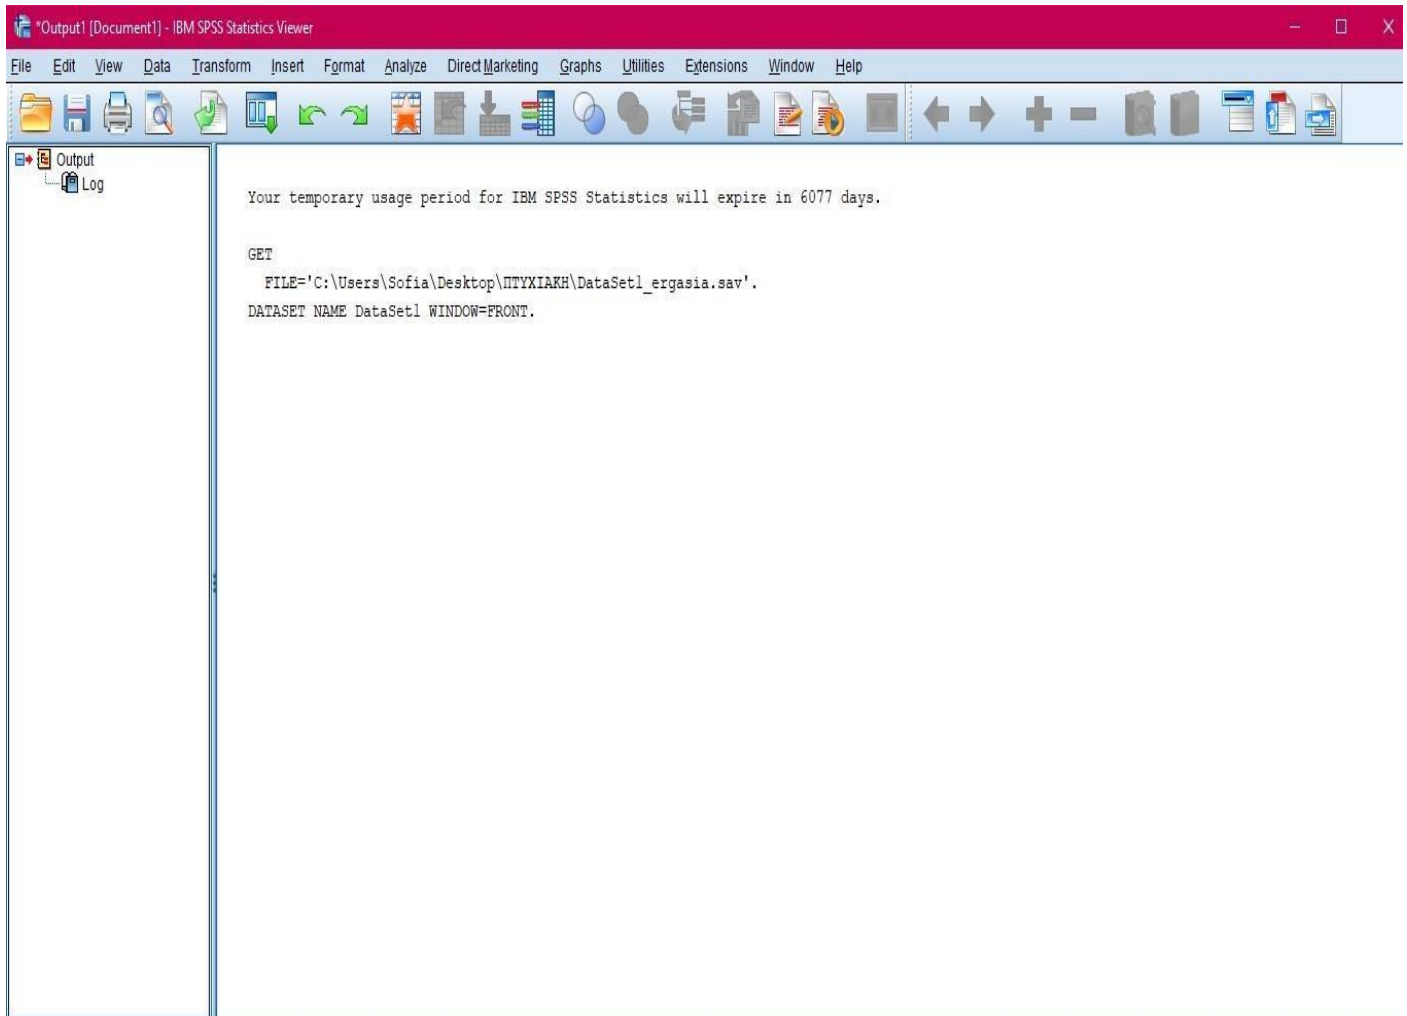 *Output1 [Document1] - IBM SPSS Statistics Viewer
File Edit View Data Transform Insert Format Analyze Direct Marketing Graphs Utilities Extensions Window Help
Output
Log
Your temporary usage period for IBM SPSS Statistics will expire in 6077 days.
GET
FILE='C:\Users\Sofia\Desktop\ΠΤΥΧΙΑΚΗ\DataSet1_ergasia.sav'.
DATASET NAME DataSet1 WINDOW=FRONT.